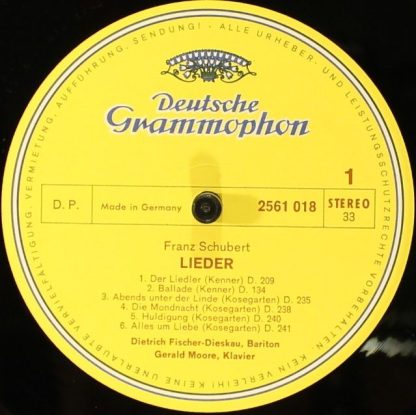 ALLE URHEBER- UND LEISTUNGSSCHUTZRECHTE VORBEHALTEN · KEIN VERLEIH! KEINE UNERLAUBTE VERVIELFÄLTIGUNG, VERMIETUNG, AUFFÜHRUNG, SENDUNG!
Deutsche
Grammophon
1
D. P.
Made in Germany
2561 018
STEREO
33
Franz Schubert
LIEDER
1. Der Liedler (Kenner) D. 209
2. Ballade (Kenner) D. 134
3. Abends unter der Linde (Kosegarten) D. 235
4. Die Mondnacht (Kosegarten) D. 238
5. Huldigung (Kosegarten) D. 240
6. Alles um Liebe (Kosegarten) D. 241
Dietrich Fischer-Dieskau, Bariton
Gerald Moore, Klavier